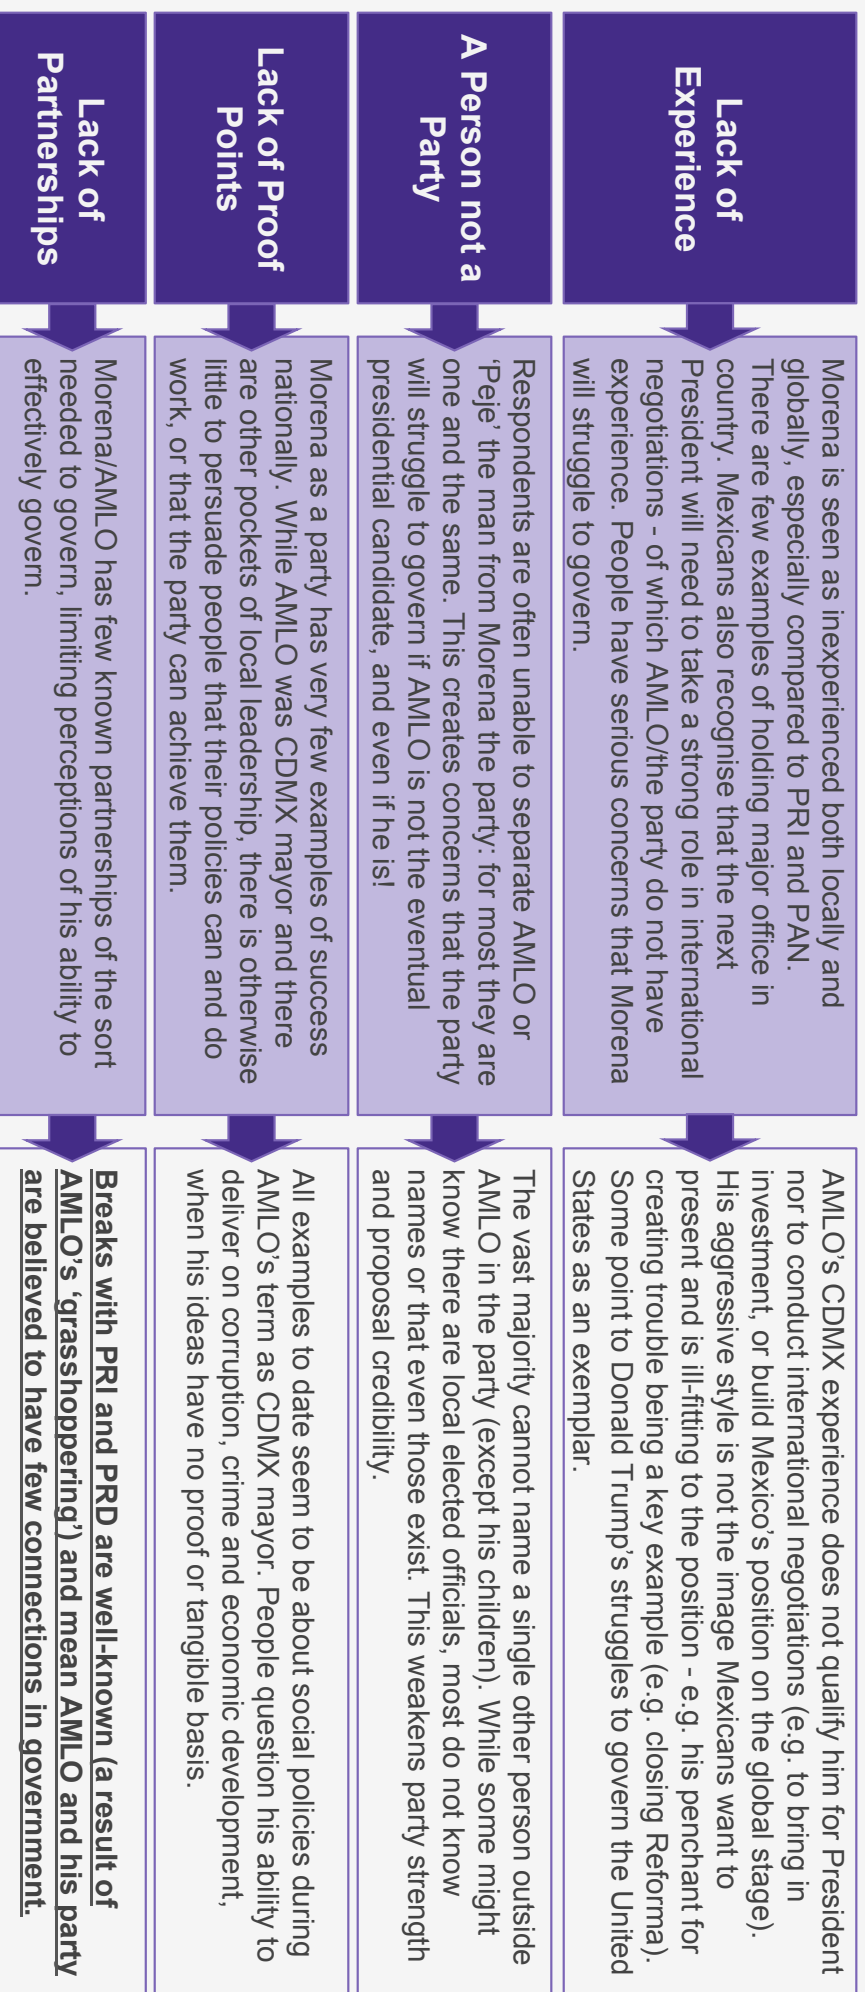 Lack of
Experience
Morena is seen as inexperienced both locally and
globally, especially compared to PRI and PAN.
There are few examples of holding major office in
country. Mexicans also recognise that the next
President will need to take a strong role in international
negotiations - of which AMLO/the party do not have
experience. People have serious concerns that Morena
will struggle to govern.
AMLO’s CDMX experience does not qualify him for President
nor to conduct international negotiations (e.g. to bring in
investment, or build Mexico’s position on the global stage).
His aggressive style is not the image Mexicans want to
present and is ill-fitting to the position - e.g. his penchant for
creating trouble being a key example (e.g. closing Reforma).
Some point to Donald Trump’s struggles to govern the United
States as an exemplar.
A Person not a
Party
Respondents are often unable to separate AMLO or
‘Peje’ the man from Morena the party: for most they are
one and the same. This creates concerns that the party
will struggle to govern if AMLO is not the eventual
presidential candidate, and even if he is!
The vast majority cannot name a single other person outside
AMLO in the party (except his children). While some might
know there are local elected officials, most do not know
names or that even those exist. This weakens party strength
and proposal credibility.
Lack of Proof
Points
Morena as a party has very few examples of success
nationally. While AMLO was CDMX mayor and there
are other pockets of local leadership, there is otherwise
little to persuade people that their policies can and do
work, or that the party can achieve them.
All examples to date seem to be about social policies during
AMLO’s term as CDMX mayor. People question his ability to
deliver on corruption, crime and economic development,
when his ideas have no proof or tangible basis.
Lack of
Partnerships
Morena/AMLO has few known partnerships of the sort
needed to govern, limiting perceptions of his ability to
effectively govern.
Breaks with PRI and PRD are well-known (a result of
AMLO’s ‘grasshoppering’) and mean AMLO and his party
are believed to have few connections in government.